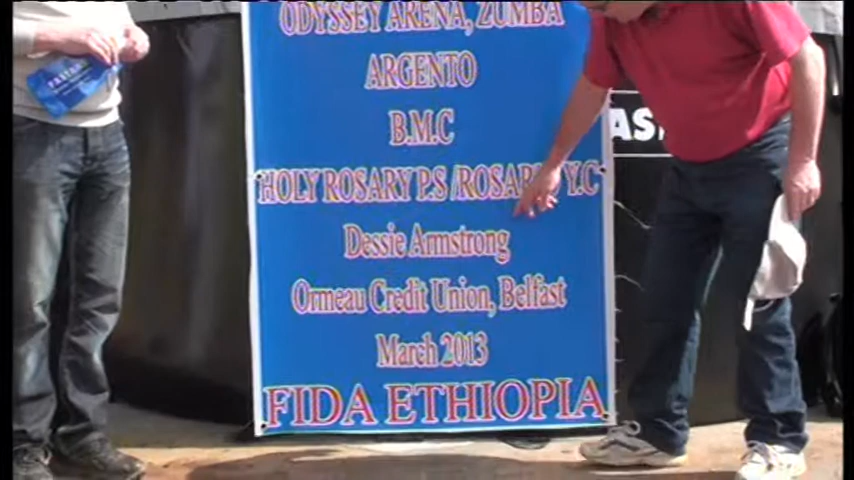 ODYSSEY ARENA, ZUMBA
ARGENTO
B.M.C
HOLY ROSARY P.S /ROSARY Y.C
Dessie Armstrong
Ormeau Credit Union, Belfast
March 2013
FIDA ETHIOPIA